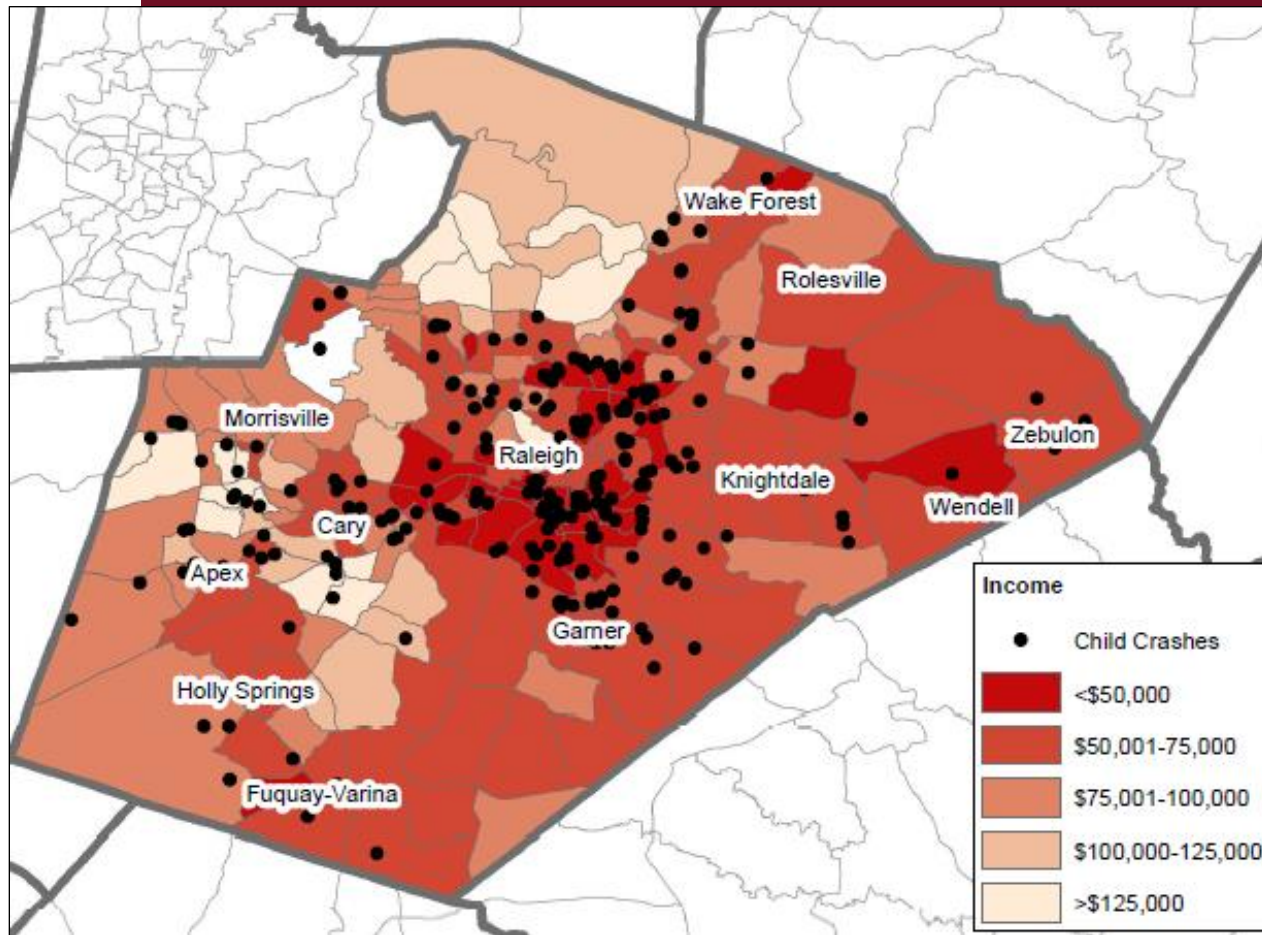 Wake Forest
Rolesville
Morrisville
Raleigh
Zebulon
Knightdale
Wendell
Cary
Apex
Garner
Holly Springs
Fuquay-Varina
Income
Child Crashes
<$50,000
$50,001-75,000
$75,001-100,000
$100,000-125,000
>$125,000